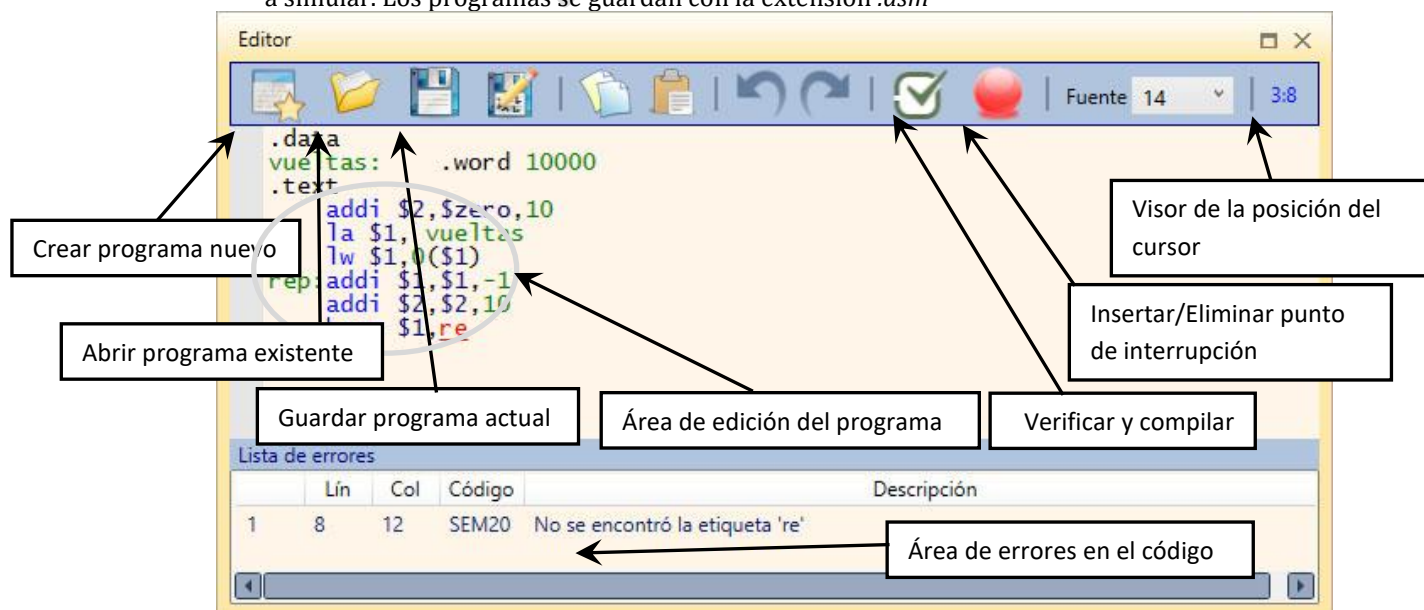 a simular. Los programas se guardan con la extensión .asm
Editor
Fuente 14 3:8
.data
vueltas: .word 10000
.text
addi $2,$zero,10
la $1, vueltas
lw $1,0($1)
rep: addi $1,$1,-1
addi $2,$2,10
$1,re
Crear programa nuevo
Abrir programa existente
Guardar programa actual
Área de edición del programa
Verificar y compilar
Insertar/Eliminar punto
de interrupción
Visor de la posición del
cursor
Lista de errores
Lín Col Código Descripción
1 8 12 SEM20 No se encontró la etiqueta 're'
Área de errores en el código